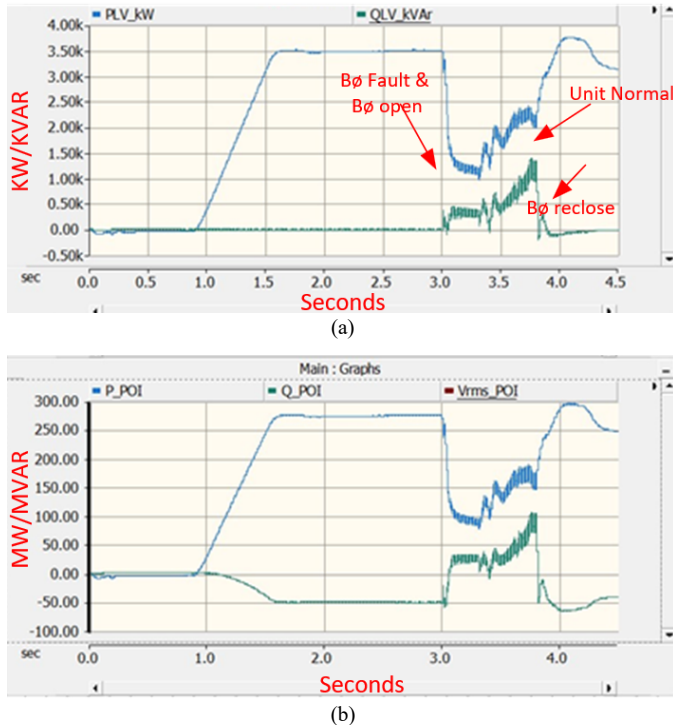 PLV_kW QLV_kVAr
4.00k
3.50k
3.00k
2.50k
2.00k
1.50k
1.00k
0.50k
0.00
-0.50k
KW/KVAR
Bø Fault &
Bø open
Unit Normal
Bø reclose
sec 0.0 0.5 1.0 1.5 2.0 2.5 3.0 3.5 4.0 4.5
Seconds
(a)
Main : Graphs
P_POI Q_POI Vrms_POI
300.00
250.00
200.00
150.00
100.00
50.00
0.00
-50.00
-100.00
MW/MVAR
sec 0.0 1.0 2.0 3.0 4.0
Seconds
(b)